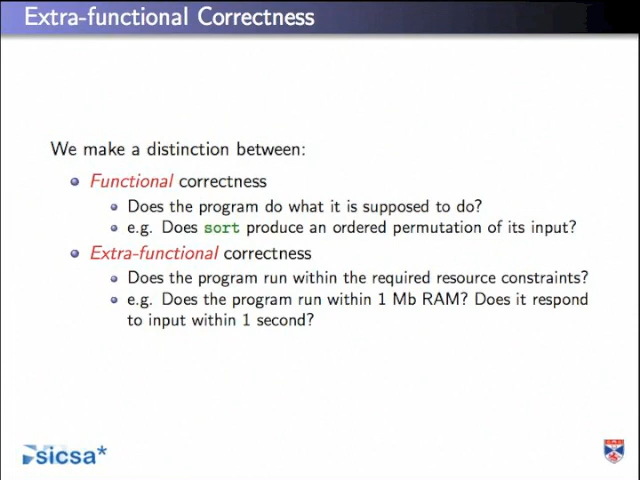 Extra-functional Correctness
We make a distinction between:
Functional correctness
Does the program do what it is supposed to do?
e.g. Does sort produce an ordered permutation of its input?
Extra-functional correctness
Does the program run within the required resource constraints?
e.g. Does the program run within 1 Mb RAM? Does it respond
to input within 1 second?
sicsa*